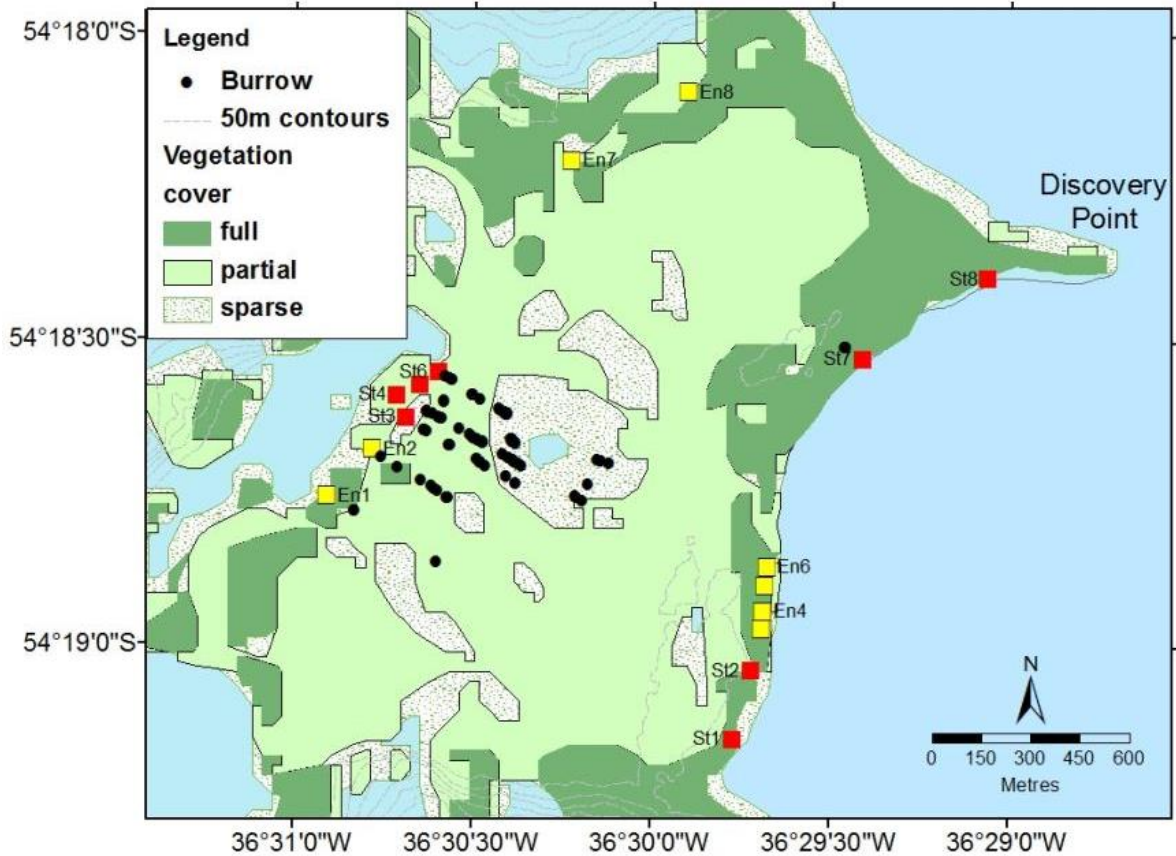 54°18'0"S
Legend
Burrow
50m contours
Vegetation
cover
full
partial
sparse
En8
En7
Discovery
Point
St8
54°18'30"S
St7
St6
St4
St3
En2
En1
En6
En4
54°19'0"S
St2
St1
N
0 150 300 450 600
Metres
36°31'0"W 36°30'30"W 36°30'0"W 36°29'30"W 36°29'0"W